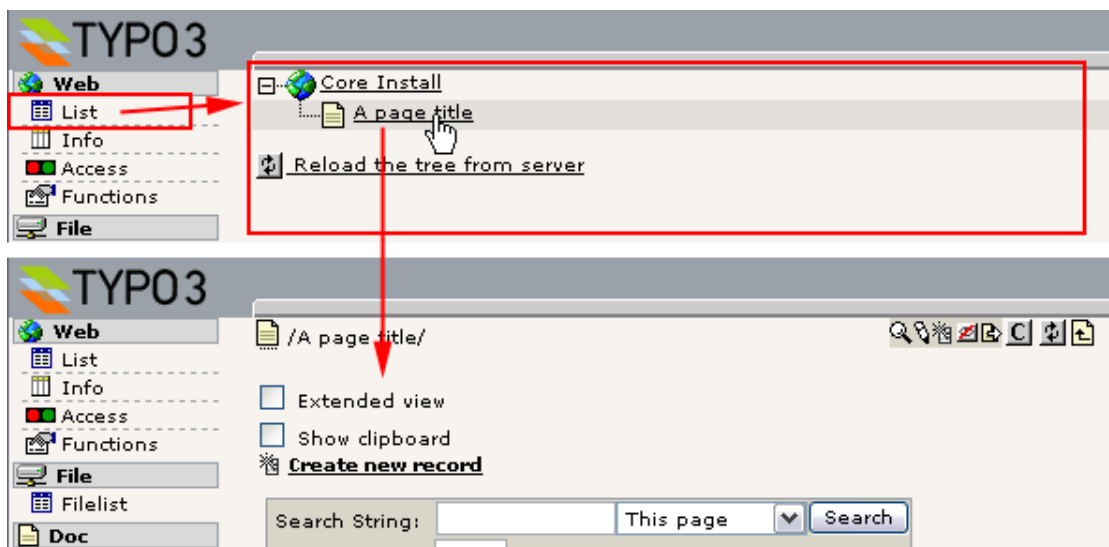 TYPO3
Web
Core Install
List
A page title
Info
Access
Reload the tree from server
Functions
File
TYPO3
Web
/A page title/
C
List
Info
Extended view
Access
Show clipboard
Functions
Create new record
File
Filelist
Search String: This page Search
Doc